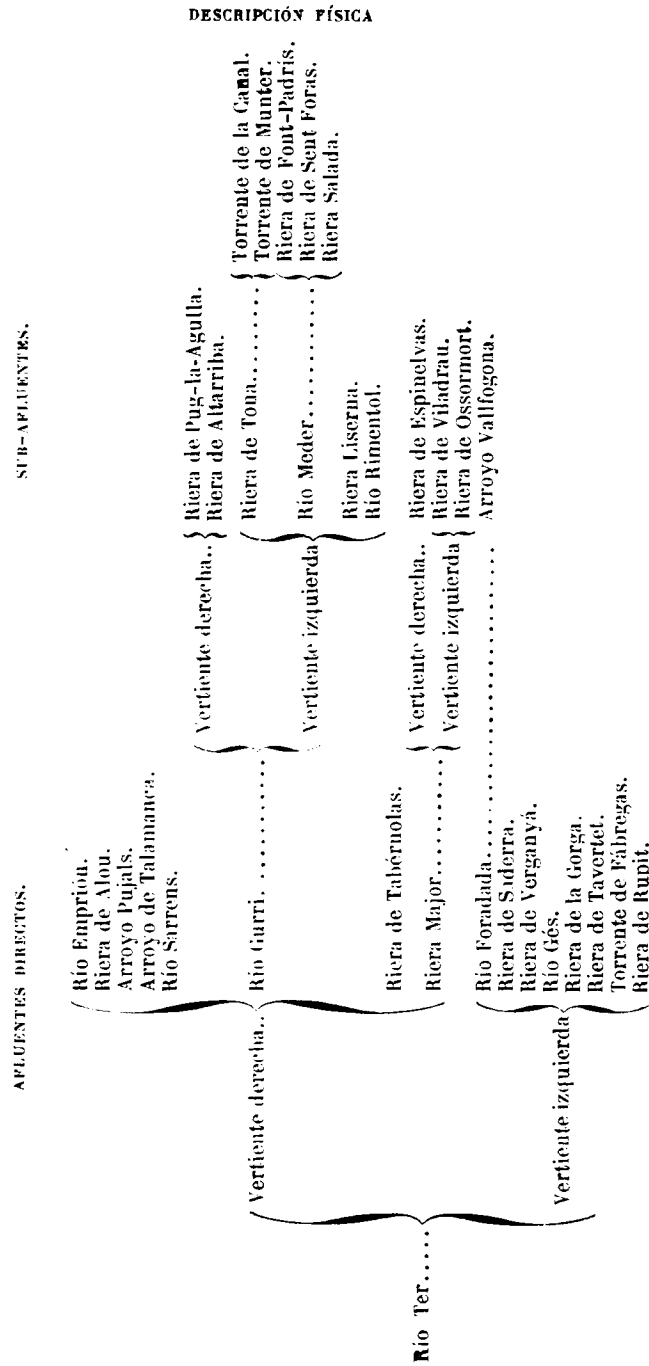 DESCRIPCIÓN FÍSICA
AFLUENTES DIRECTOS.
SUB-AFLUENTES.
Río Ter.....
Vertiente derecha..
Río Emprión.
Riera de Alou.
Arroyo Pujals.
Arroyo de Talamanca.
Río Sarrens.
Río Gurri..........
Vertiente derecha..
Riera de Pug-la-Agulla.
Riera de Altarriba.
Vertiente izquierda
Riera de Tona.........
Torrente de la Canal.
Torrente de Munter.
Río Meder............
Riera de Font-Padrís.
Riera de Sent Foras.
Riera Salada.
Riera Liserna.
Río Rimentol.
Riera de Tabérnolas.
Riera Major..........
Vertiente derecha..
Riera de Espinelvas.
Riera de Viladrau.
Vertiente izquierda
Riera de Ossormort.
Vertiente izquierda
Río Foradada..............................
Arroyo Vallfogona.
Riera de Saderra.
Riera de Verganyá.
Río Gés.
Riera de la Gorga.
Riera de Tavertet.
Torrente de Fábregas.
Riera de Rupit.